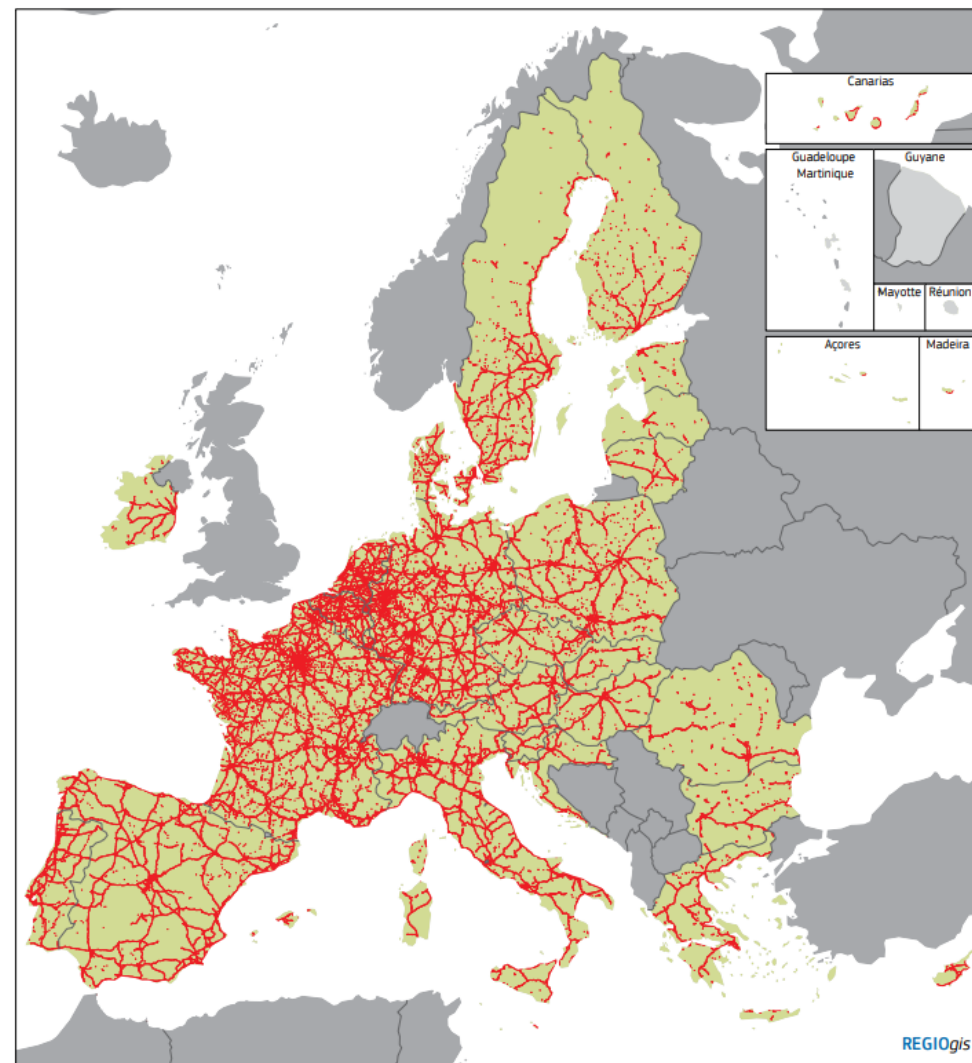 Canarias
Guadeloupe
Martinique
Guyane
Mayotte
Réunion
Açores
Madeira
REGIOgis